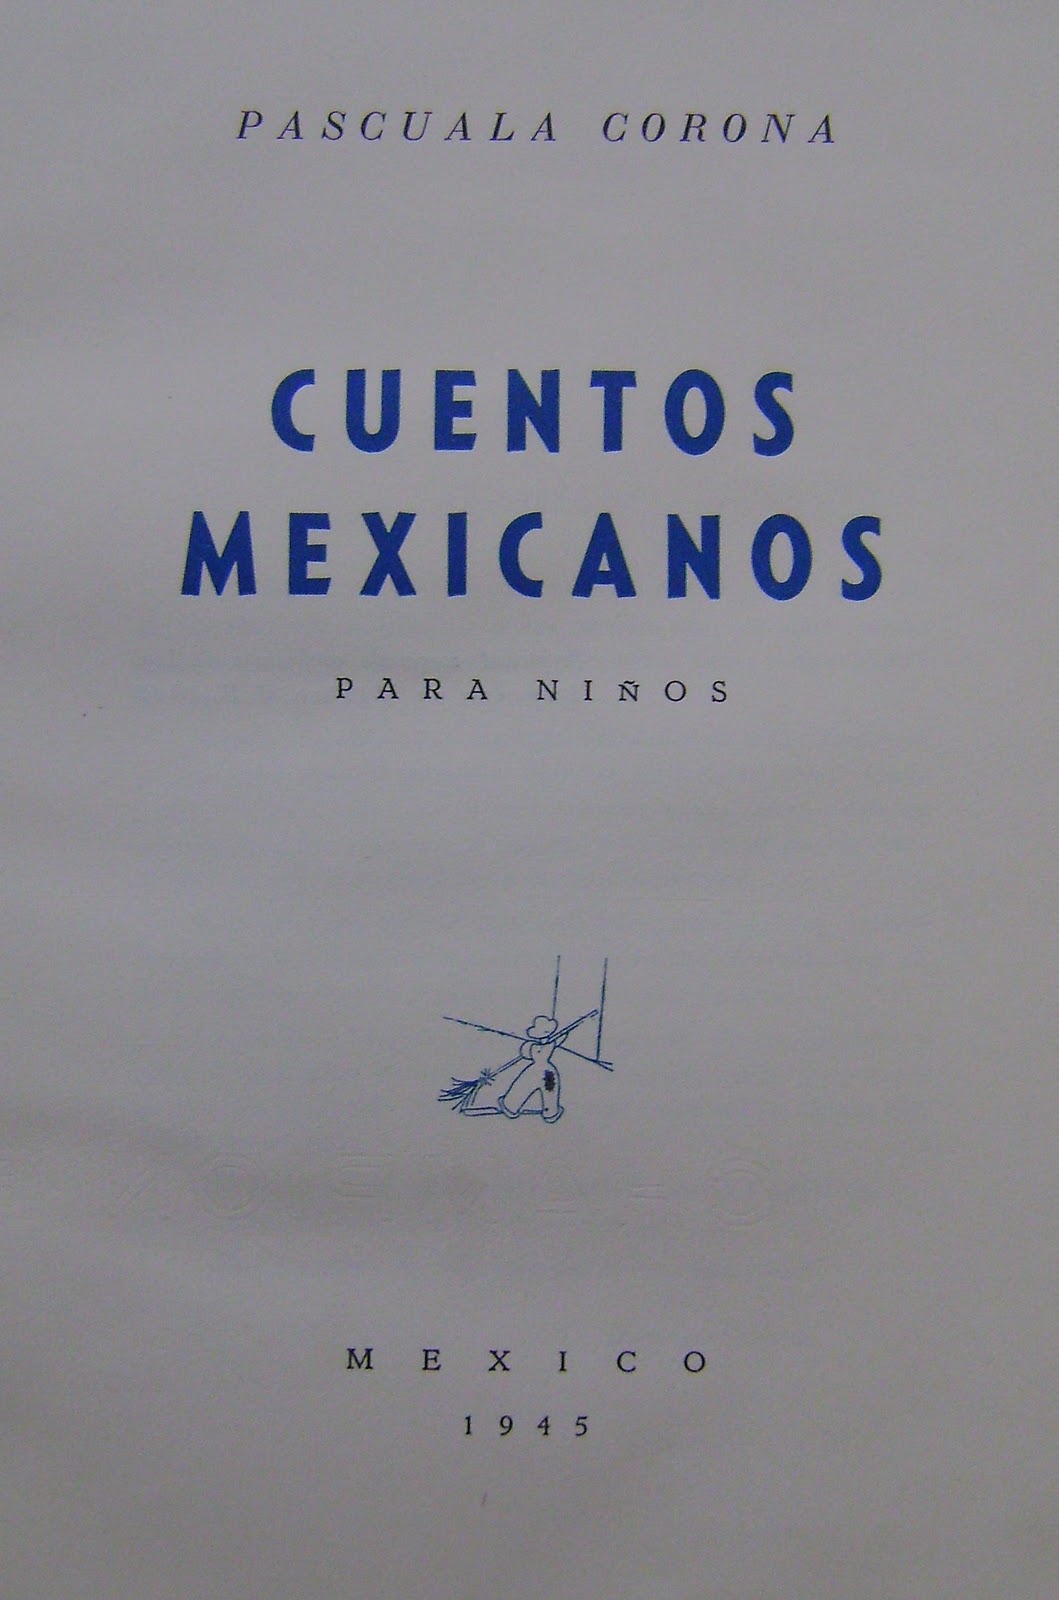 PASCUALA CORONA
CUENTOS
MEXICANOS
PARA NIÑOS
MEXICO
1945